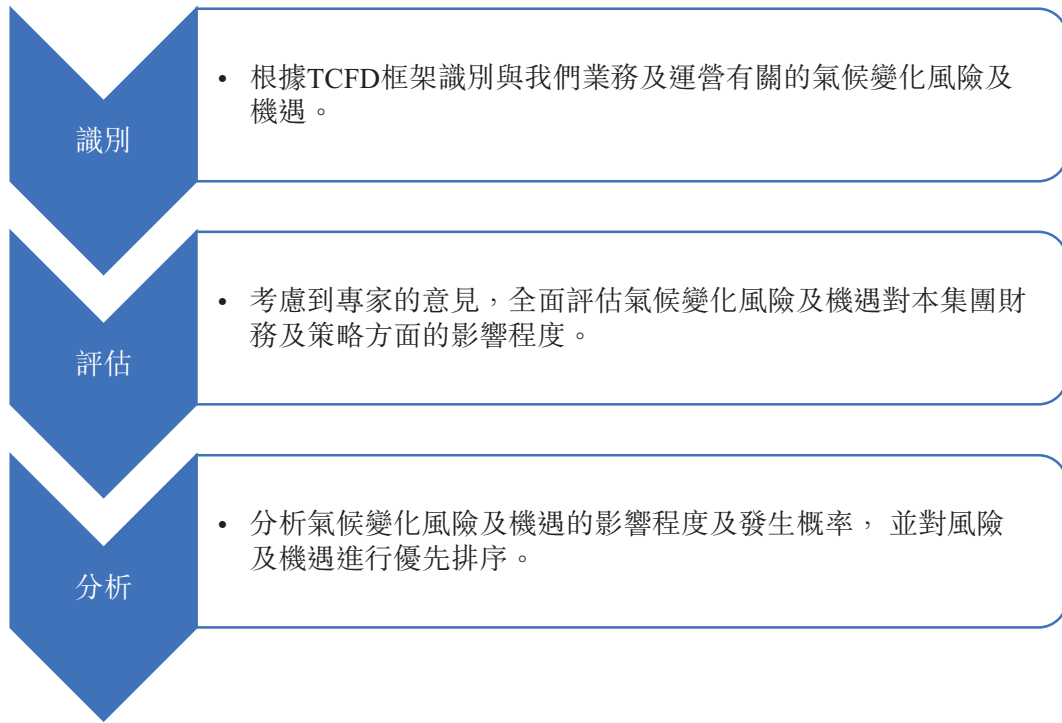 識別
• 根據TCFD框架識別與我們業務及運營有關的氣候變化風險及
機遇。
評估
• 考慮到專家的意見，全面評估氣候變化風險及機遇對本集團財
務及策略方面的影響程度。
分析
• 分析氣候變化風險及機遇的影響程度及發生概率， 並對風險
及機遇進行優先排序。